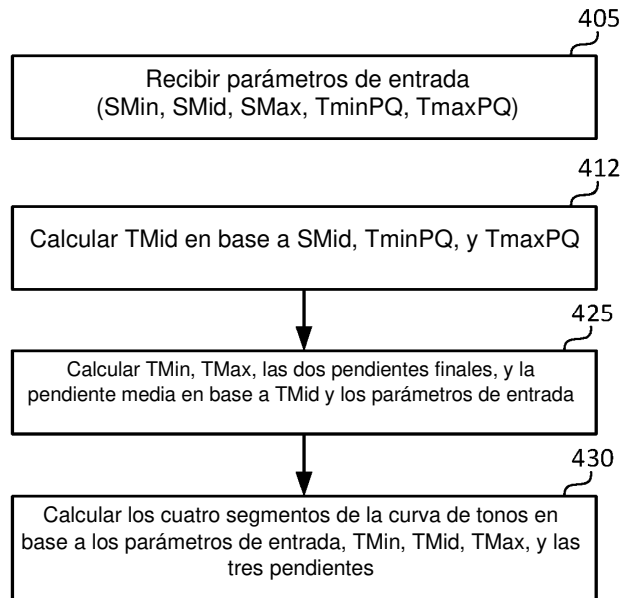 405
Recibir parámetros de entrada
(SMin, SMid, SMax, TminPQ, TmaxPQ)
412
Calcular TMid en base a SMid, TminPQ, y TmaxPQ
425
Calcular TMin, TMax, las dos pendientes finales, y la
pendiente media en base a TMid y los parámetros de entrada
430
Calcular los cuatro segmentos de la curva de tonos en
base a los parámetros de entrada, TMin, TMid, TMax, y las
tres pendientes